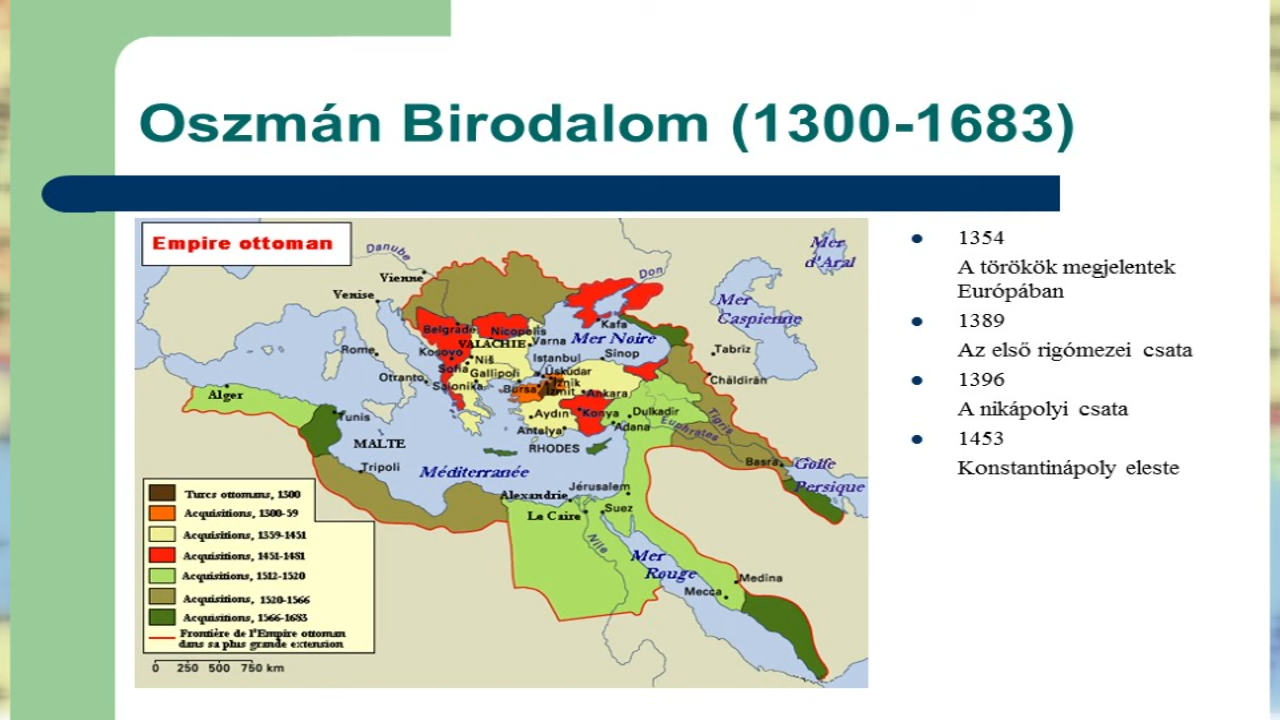 Oszmán Birodalom (1300-1683)
Empire ottoman
Danube
Vienne
Venise
Don
Mer
d'Aral
Mer
Caspienne
Belgrade
Nicopolis
Kafa
VALACHIE
Varna
Mer Noire
Rome
Kosovo
Niš
Istanbul
Sinop
Tabriz
Sofia
Gallipoli
Üsküdar
Otranto
Salonika
Bursa
Iznik
Izmit
Ankara
Châldirân
Alger
Tunis
Aydin
Konya
Dulkadir
Tigris
Antalya
Adana
Euphrates
MALTE
RHODES
Tripoli
Méditerranée
Basra
Golfe
Persique
Alexandrie
Jérusalem
Le Caire
Suez
Nile
Mer
Rouge
Medina
Mecca
Turcs ottomans, 1300
Acquisitions, 1300-59
Acquisitions, 1359-1451
Acquisitions, 1451-1481
Acquisitions, 1512-1520
Acquisitions, 1520-1566
Acquisitions, 1566-1683
Frontière de l'Empire ottoman
dans sa plus grande extension
0 250 500 750 km
1354
A törökök megjelentek
Európában
1389
Az első rigómezei csata
1396
A nikápolyi csata
1453
Konstantinápoly eleste